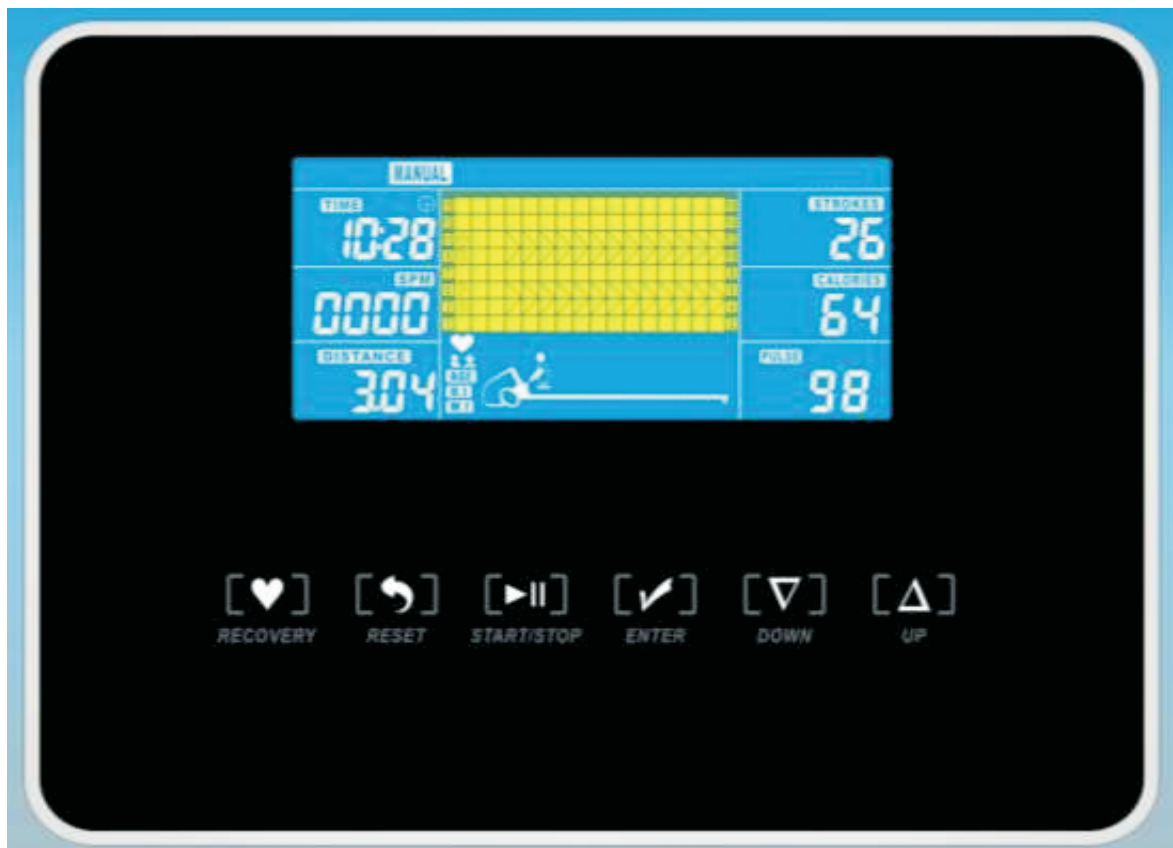 MANUAL
TIME
10:28
SPM
0000
DISTANCE
3.04
STROKES
26
CALORIES
64
PULSE
98
AGE
RECOVERY
RESET
START/STOP
ENTER
DOWN
UP